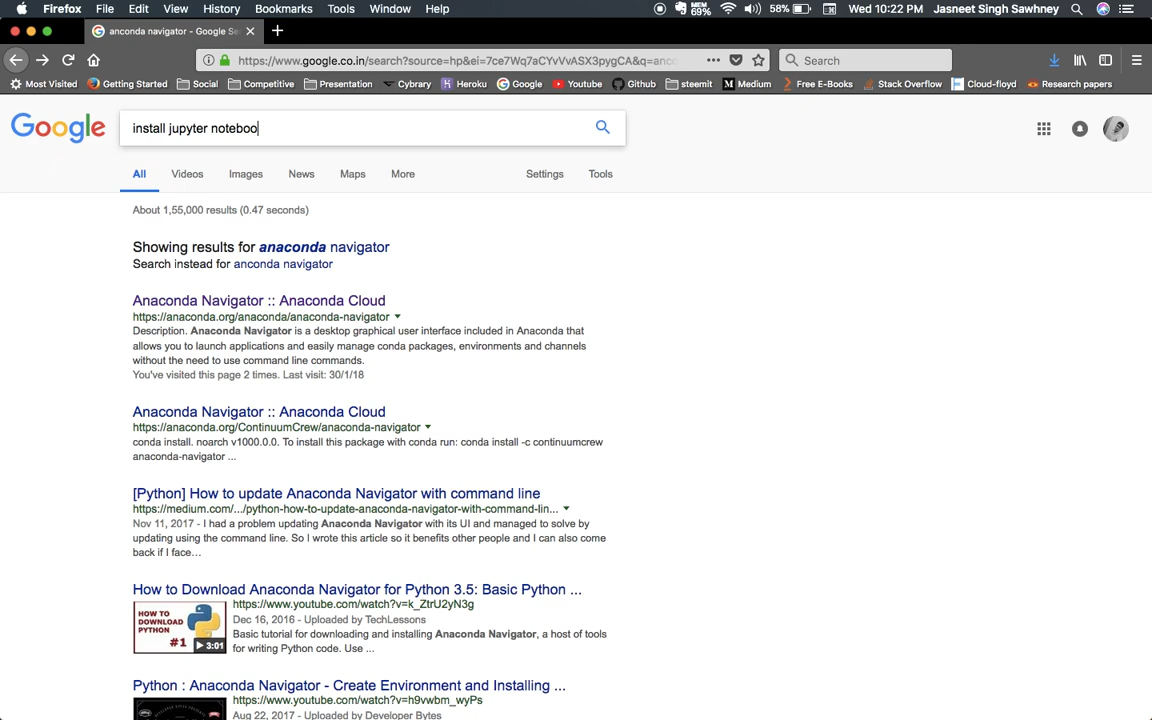 Firefox File Edit View History Bookmarks Tools Window Help MEM 69% 58% Wed 10:22 PM Jasneet Singh Sawhney
anconda navigator - Google Se
https://www.google.co.in/search?source=hp&ei=7ce7Wq7aCYvVvASX3pygCA&q=anco Search
Most Visited Getting Started Social Competitive Presentation Cybrary Heroku Google Youtube Github steemit Medium Free E-Books Stack Overflow Cloud-floyd Research papers
Google install jupyter noteboo
All Videos Images News Maps More Settings Tools
About 1,55,000 results (0.47 seconds)
Showing results for anaconda navigator
Search instead for anconda navigator
Anaconda Navigator :: Anaconda Cloud
https://anaconda.org/anaconda/anaconda-navigator
Description. Anaconda Navigator is a desktop graphical user interface included in Anaconda that
allows you to launch applications and easily manage conda packages, environments and channels
without the need to use command line commands.
You've visited this page 2 times. Last visit: 30/1/18
Anaconda Navigator :: Anaconda Cloud
https://anaconda.org/ContinuumCrew/anaconda-navigator
conda install. noarch v1000.0.0. To install this package with conda run: conda install -c continuumcrew
anaconda-navigator ...
[Python] How to update Anaconda Navigator with command line
https://medium.com/.../python-how-to-update-anaconda-navigator-with-command-lin...
Nov 11, 2017 - I had a problem updating Anaconda Navigator with its UI and managed to solve by
updating using the command line. So I wrote this article so it benefits other people and I can also come
back if I face…
How to Download Anaconda Navigator for Python 3.5: Basic Python ...
HOW TO
DOWNLOAD
PYTHON
#1 3:01
https://www.youtube.com/watch?v=k_ZtrU2yN3g
Dec 16, 2016 - Uploaded by TechLessons
Basic tutorial for downloading and installing Anaconda Navigator, a host of tools
for writing Python code. Use ...
Python : Anaconda Navigator - Create Environment and Installing ...
https://www.youtube.com/watch?v=h9vwbm_wyPs
Aug 22, 2017 - Uploaded by Developer Bytes